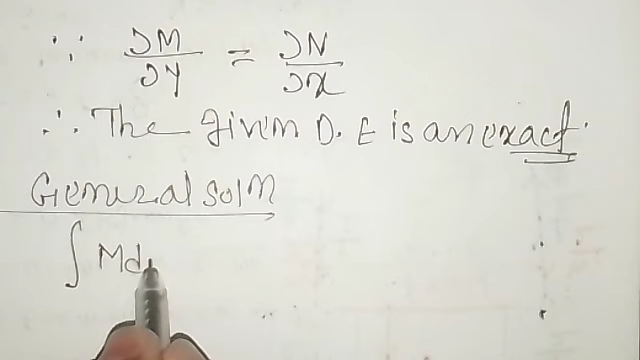 ∵ ∂M/∂y = ∂N/∂x
∴ The given D.E is an exact.
General solⁿ
∫ Md